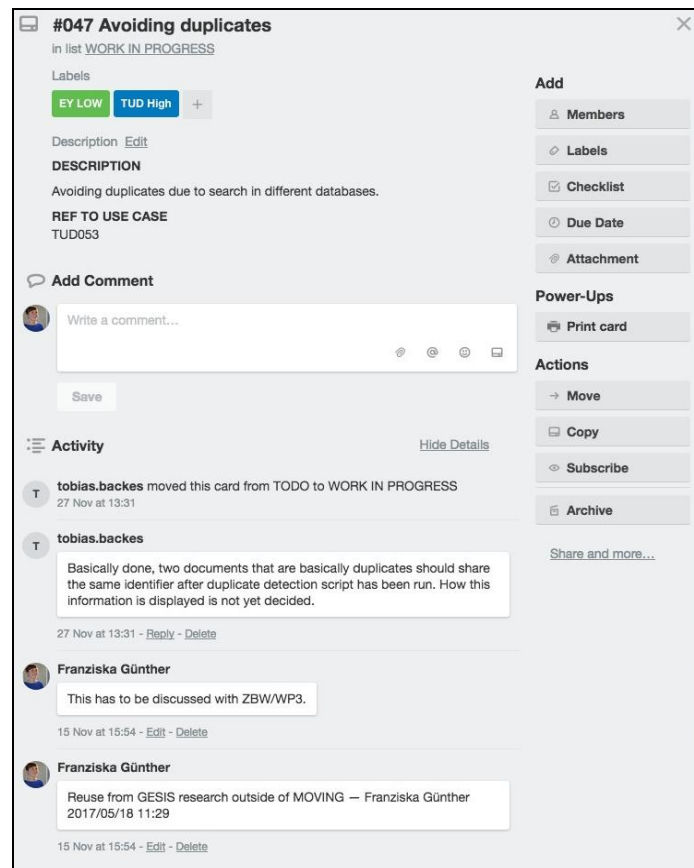 #047 Avoiding duplicates
in list WORK IN PROGRESS
Labels
EY LOW
TUD High
+
Description Edit
DESCRIPTION
Avoiding duplicates due to search in different databases.
REF TO USE CASE
TUD053
Add Comment
Write a comment...
@
Save
Activity
Hide Details
T
tobias.backes moved this card from TODO to WORK IN PROGRESS
27 Nov at 13:31
T
tobias.backes
Basically done, two documents that are basically duplicates should share
the same identifier after duplicate detection script has been run. How this
information is displayed is not yet decided.
27 Nov at 13:31 - Reply - Delete
Franziska Günther
This has to be discussed with ZBW/WP3.
15 Nov at 15:54 - Edit - Delete
Franziska Günther
Reuse from GESIS research outside of MOVING — Franziska Günther
2017/05/18 11:29
15 Nov at 15:54 - Edit - Delete
Add
Members
Labels
Checklist
Due Date
Attachment
Power-Ups
Print card
Actions
Move
Copy
Subscribe
Archive
Share and more...